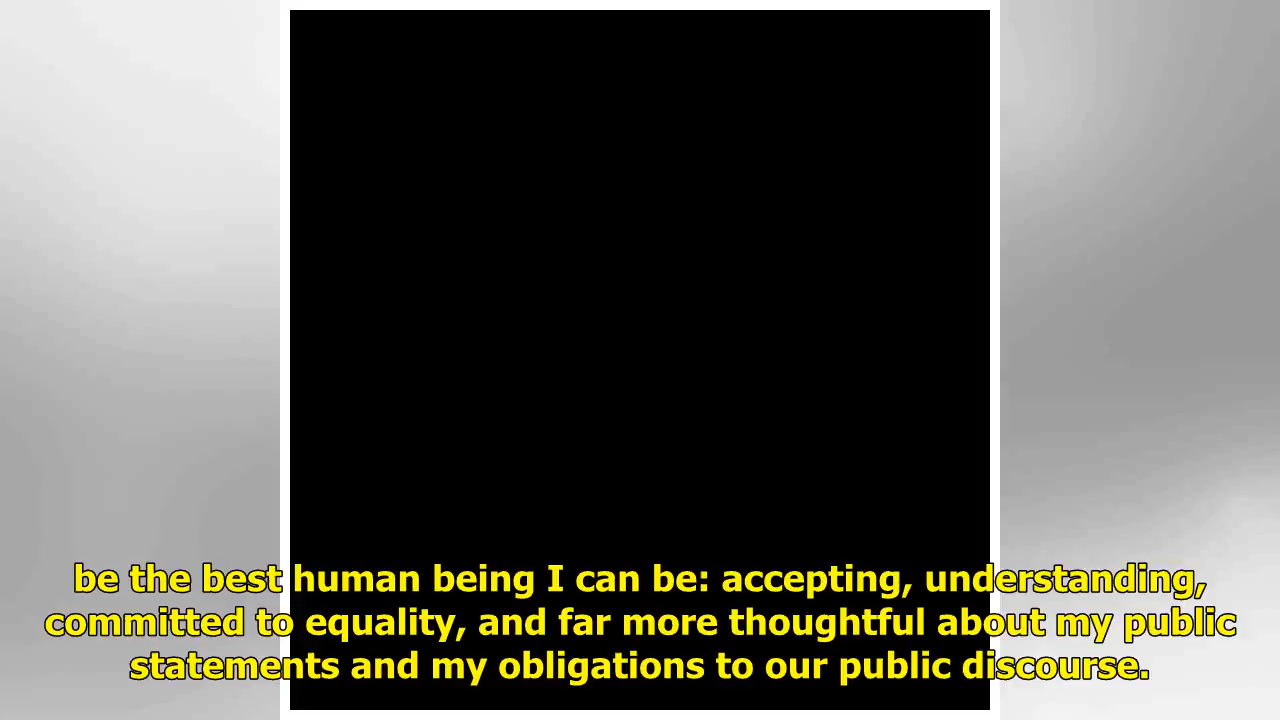 be the best human being I can be: accepting, understanding,
committed to equality, and far more thoughtful about my public
statements and my obligations to our public discourse.